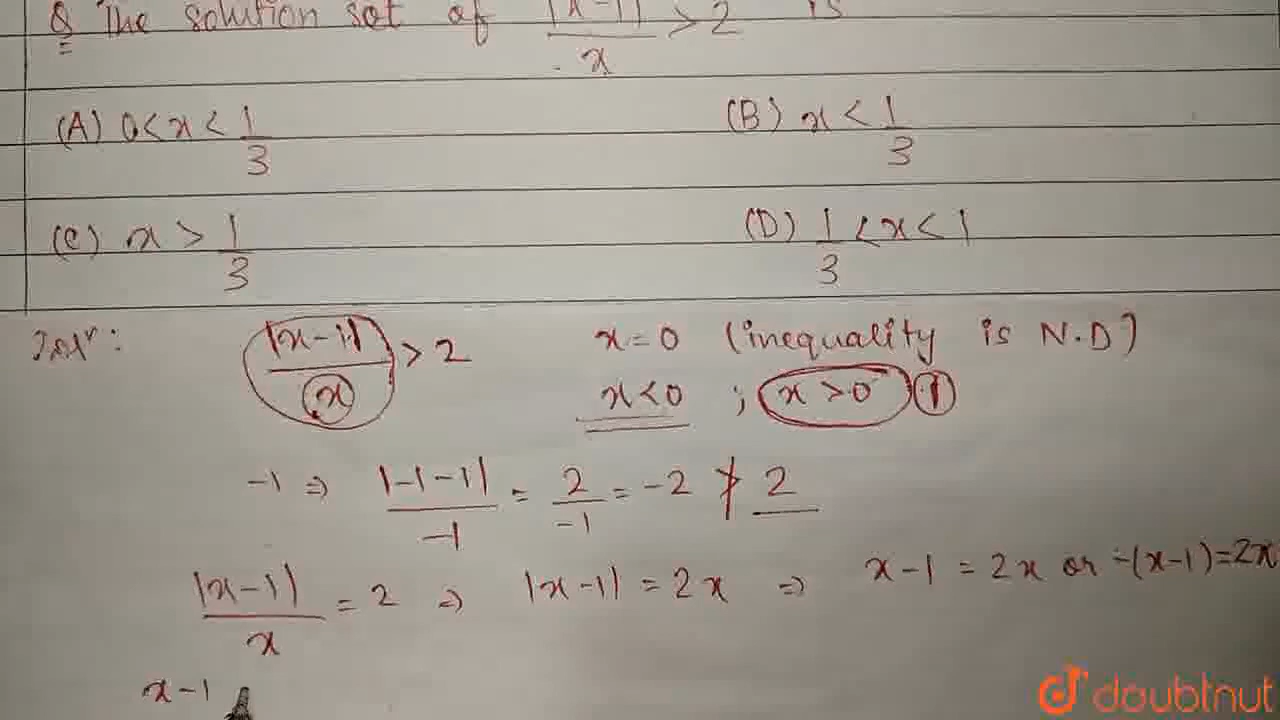 Q The solution set of |x-1|/x > 2 is
(A) 0 < x < 1/3
(B) x < 1/3
(C) x > 1/3
(D) 1/3 < x < 1
Solⁿ: |x-1|/x > 2 x = 0 (inequality is N.D)
x < 0 ; x > 0 ①
-1 ⇒ |-1-1|/-1 = 2/-1 = -2 ≯ 2
|x-1|/x = 2 ⇒ |x-1| = 2x ⇒ x-1 = 2x or -(x-1) = 2x
x-1
doubtnut